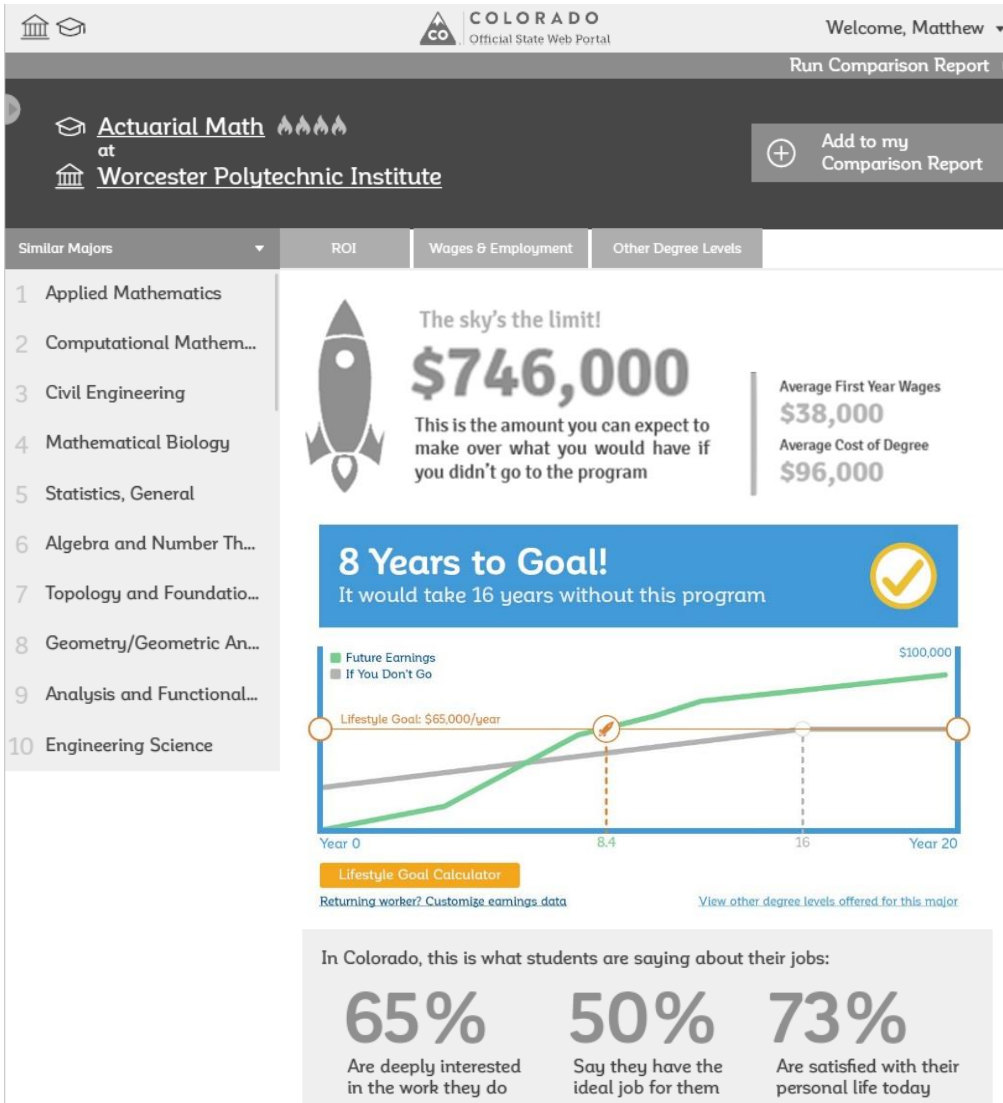 COLORADO
Official State Web Portal
Welcome, Matthew
Run Comparison Report
Actuarial Math
at
Worcester Polytechnic Institute
Add to my
Comparison Report
Similar Majors
ROI
Wages & Employment
Other Degree Levels
1 Applied Mathematics
2 Computational Mathem...
3 Civil Engineering
4 Mathematical Biology
5 Statistics, General
6 Algebra and Number Th...
7 Topology and Foundatio...
8 Geometry/Geometric An...
9 Analysis and Functional...
10 Engineering Science
The sky's the limit!
$746,000
This is the amount you can expect to
make over what you would have if
you didn't go to the program
Average First Year Wages
$38,000
Average Cost of Degree
$96,000
8 Years to Goal!
It would take 16 years without this program
Future Earnings
If You Don't Go
$100,000
Lifestyle Goal: $65,000/year
Year 0
8.4
16
Year 20
Lifestyle Goal Calculator
Returning worker? Customize earnings data
View other degree levels offered for this major
In Colorado, this is what students are saying about their jobs:
65%
Are deeply interested
in the work they do
50%
Say they have the
ideal job for them
73%
Are satisfied with their
personal life today
CO